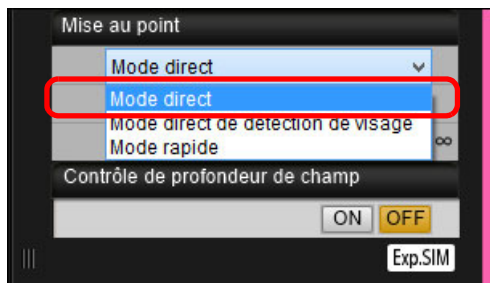 Mise au point
Mode direct
Mode direct
Mode direct de détection de visage
Mode rapide
∞
Contrôle de profondeur de champ
ON OFF
Exp.SIM